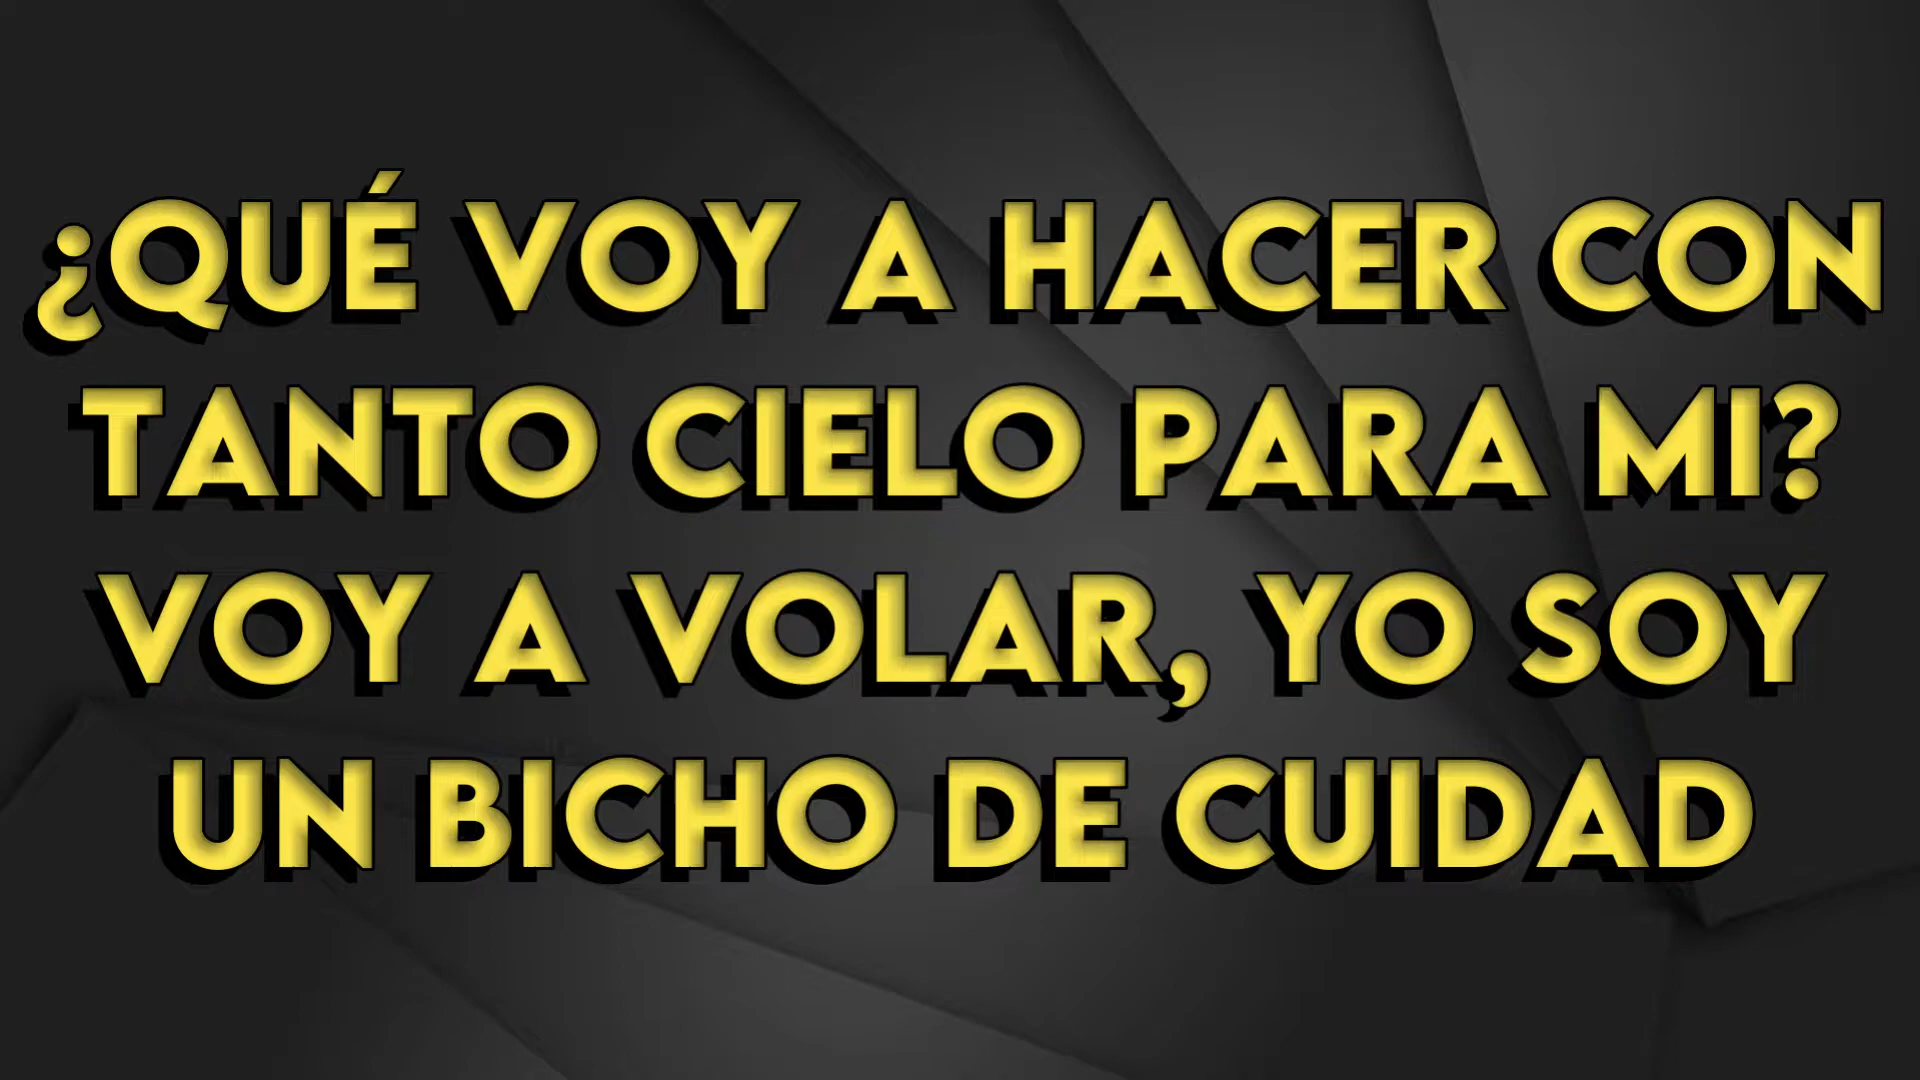 ¿QUÉ VOY A HACER CON
TANTO CIELO PARA MI?
VOY A VOLAR, YO SOY
UN BICHO DE CUIDAD